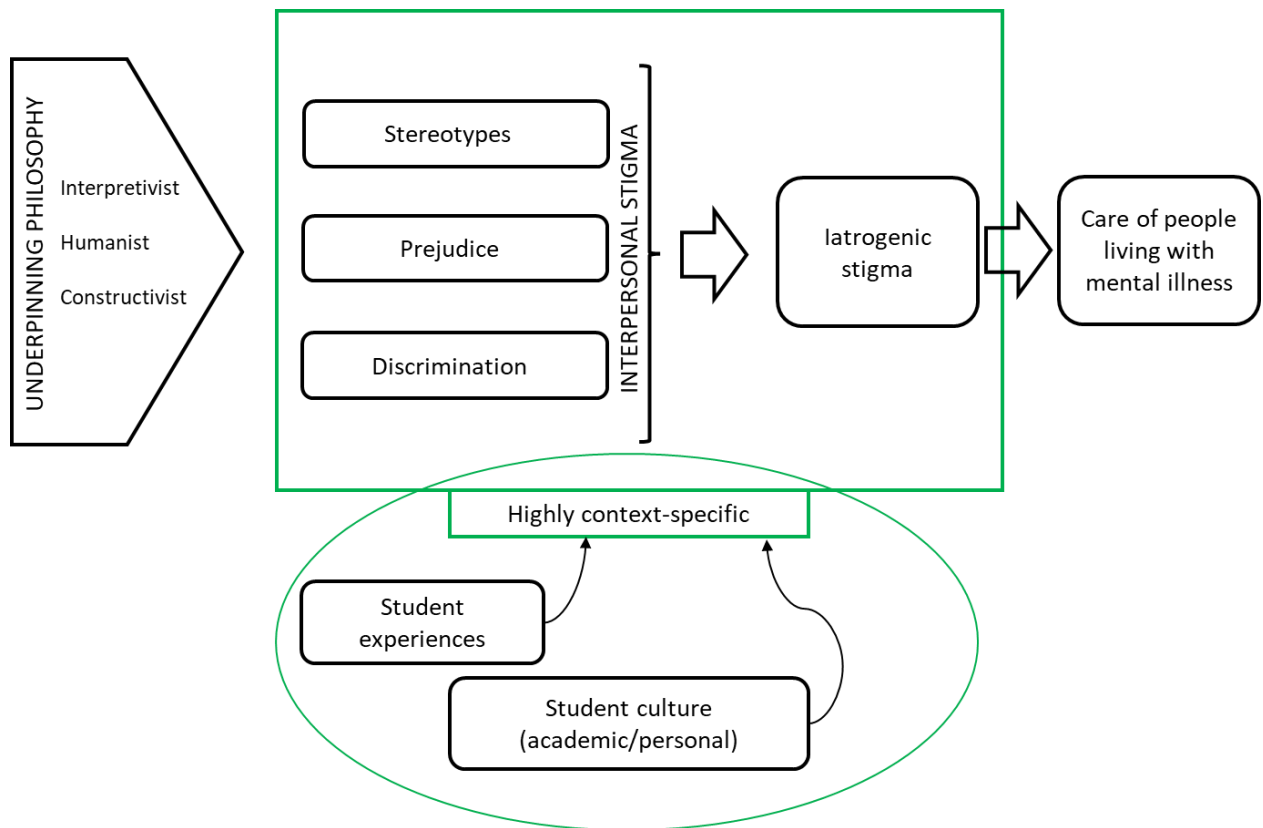 UNDERPINNING PHILOSOPHY
Interpretivist
Humanist
Constructivist
Stereotypes
Prejudice
Discrimination
INTERPERSONAL STIGMA
Iatrogenic
stigma
Care of people
living with
mental illness
Highly context-specific
Student
experiences
Student culture
(academic/personal)